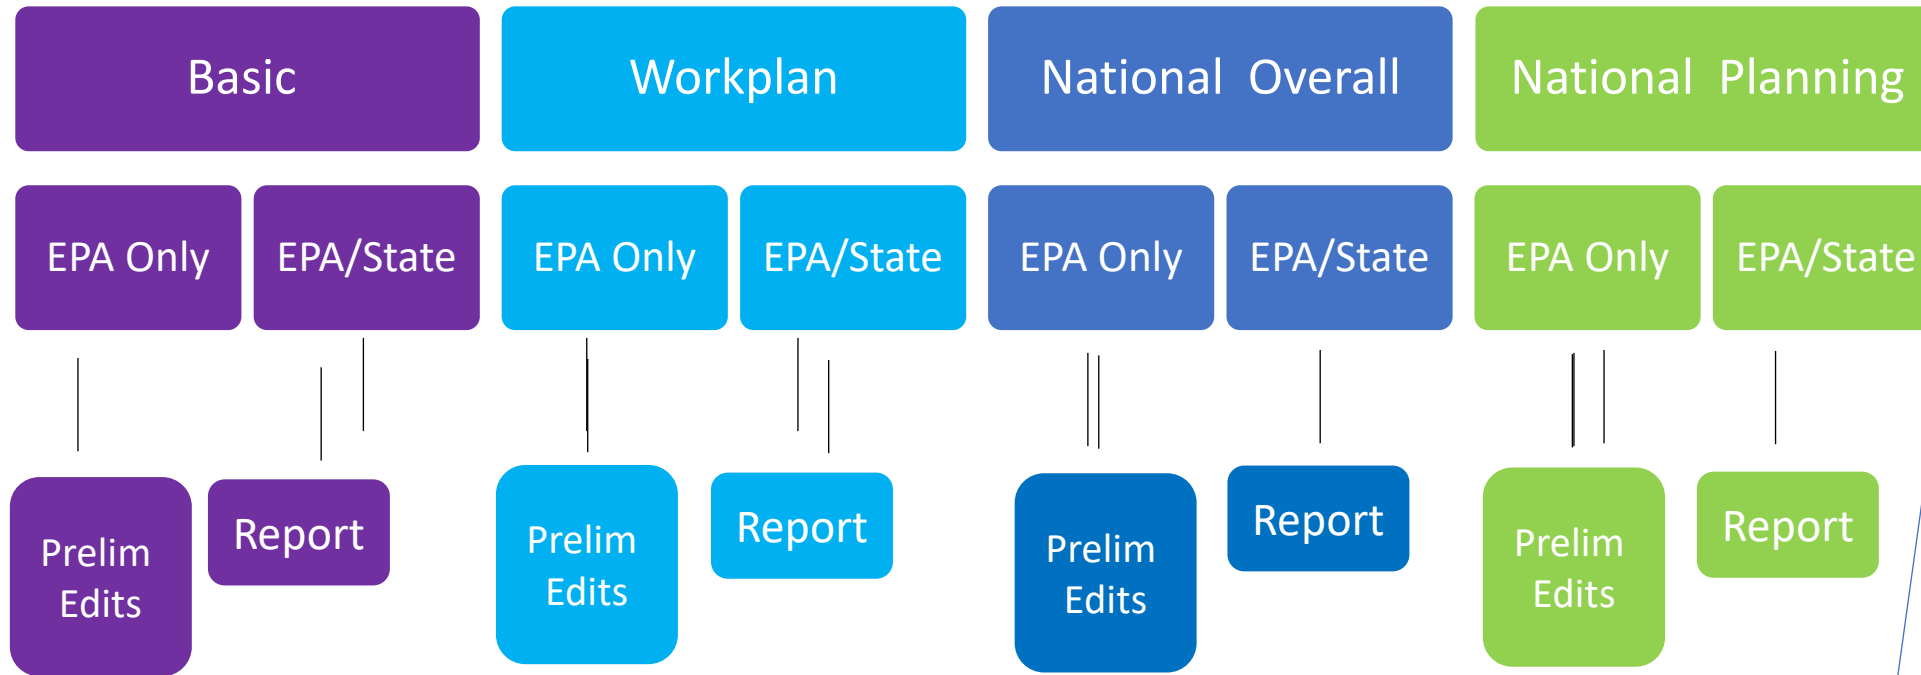 Basic
Workplan
National Overall
National Planning
EPA Only
EPA/State
EPA Only
EPA/State
EPA Only
EPA/State
EPA Only
EPA/State
Prelim
Edits
Report
Prelim
Edits
Report
Prelim
Edits
Report
Prelim
Edits
Report